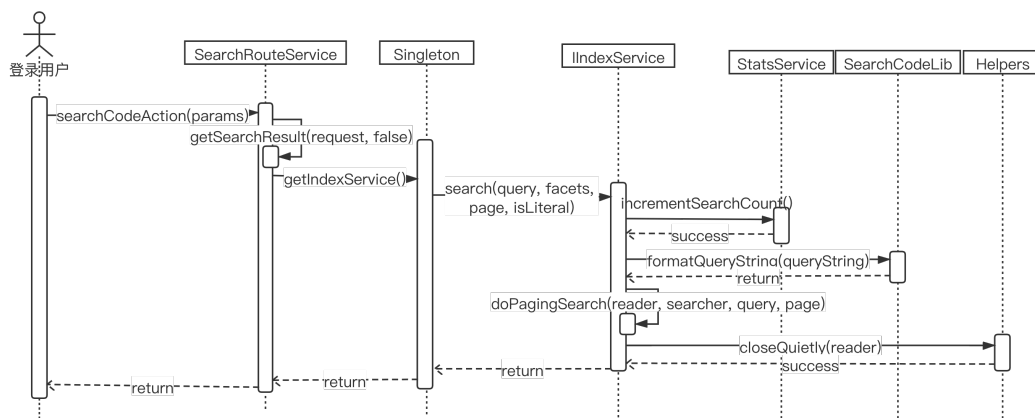 登录用户
SearchRouteService
Singleton
IIndexService
StatsService
SearchCodeLib
Helpers
searchCodeAction(params)
getSearchResult(request, false)
getIndexService()
search(query, facets,
page, isLiteral)
incrementSearchCount()
success
formatQueryString(queryString)
return
doPagingSearch(reader, searcher, query, page)
closeQuietly(reader)
success
return
return
return